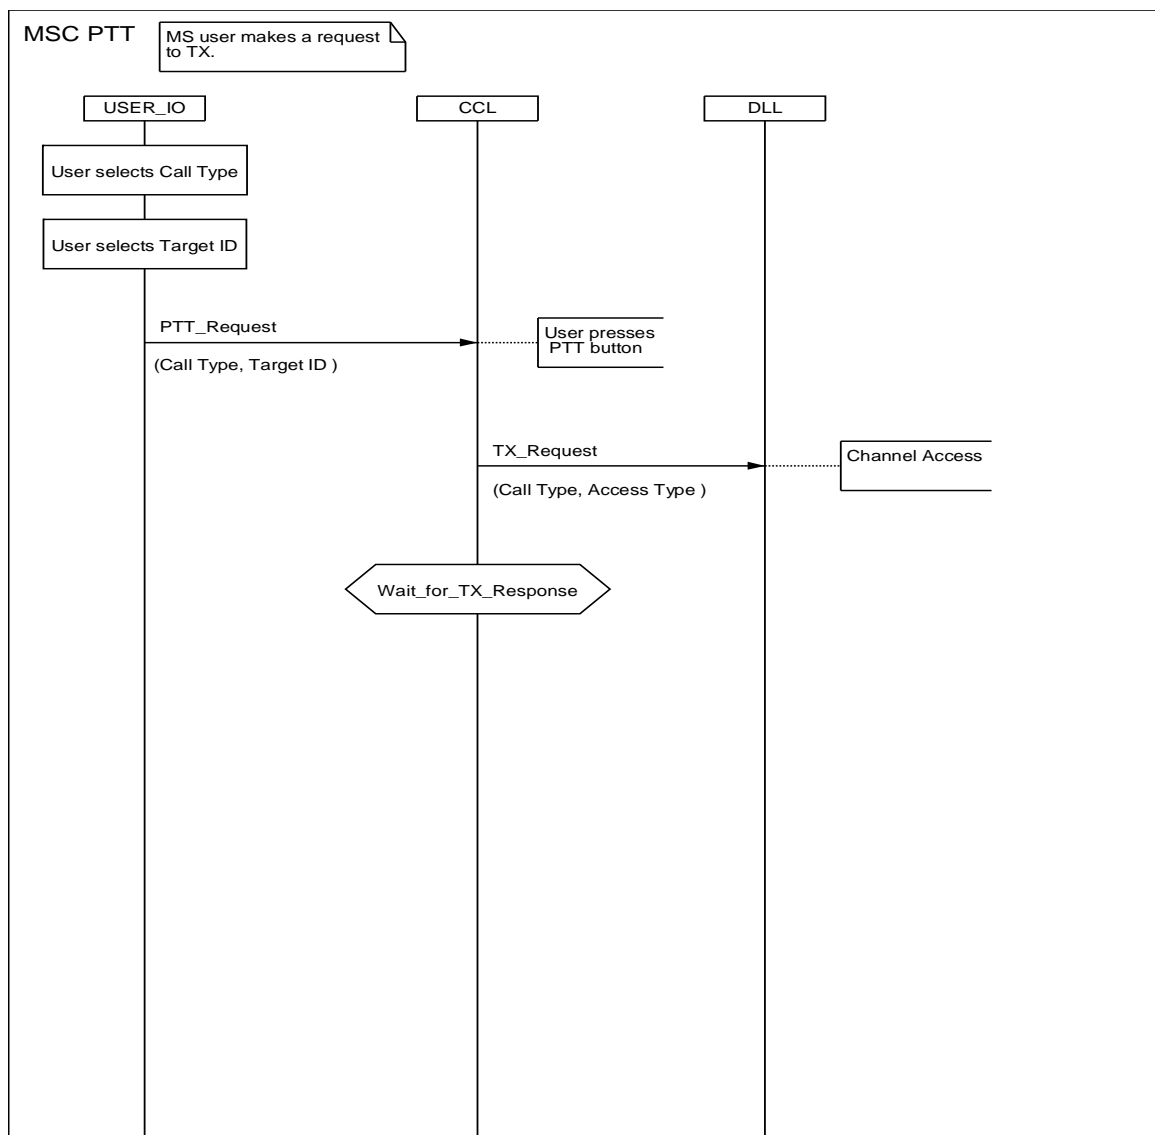 MSC PTT
MS user makes a request
to TX.
USER_IO
CCL
DLL
User selects Call Type
User selects Target ID
PTT_Request
(Call Type, Target ID )
User presses
PTT button
TX_Request
(Call Type, Access Type )
Channel Access
Wait_for_TX_Response